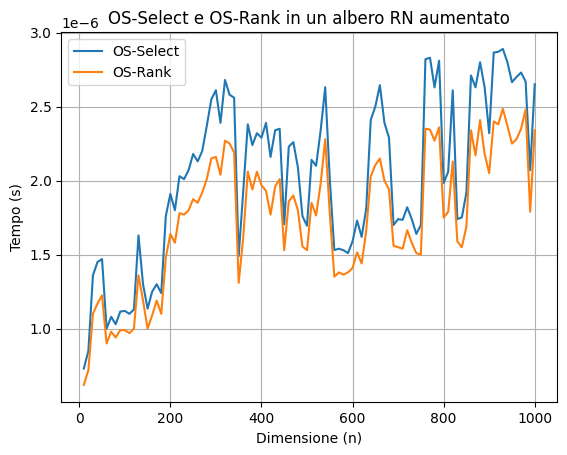 OS-Select e OS-Rank in un albero RN aumentato
1e−6
OS-Select
OS-Rank
3.0
2.5
2.0
1.5
1.0
Tempo (s)
0 200 400 600 800 1000
Dimensione (n)